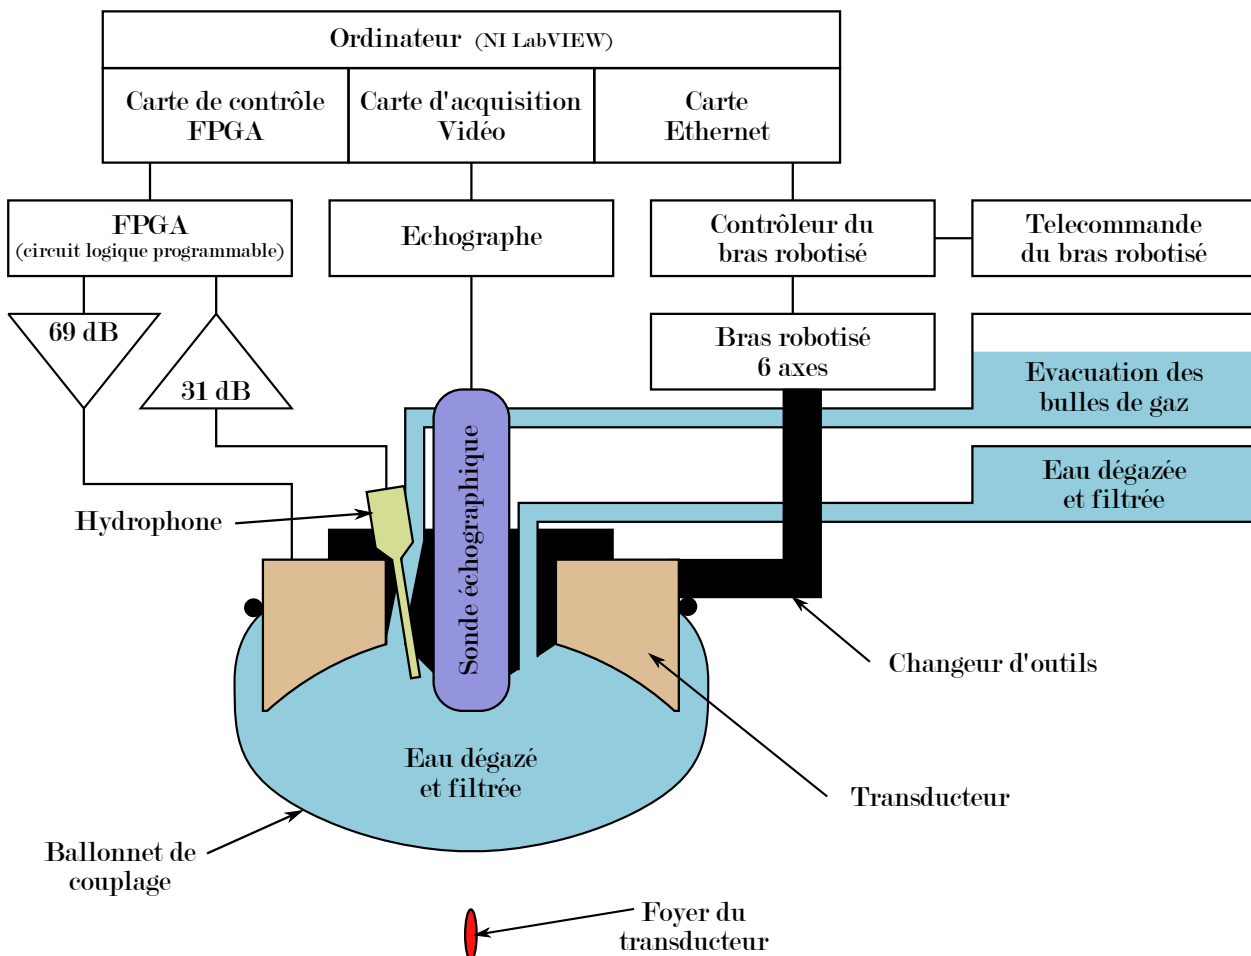 Ordinateur (NI LabVIEW)
Carte de contrôle
FPGA
Carte d'acquisition
Vidéo
Carte
Ethernet
FPGA
(circuit logique programmable)
Echographe
Contrôleur du
bras robotisé
Telecommande
du bras robotisé
69 dB
31 dB
Bras robotisé
6 axes
Evacuation des
bulles de gaz
Eau dégazée
et filtrée
Hydrophone
Sonde échographique
Changeur d'outils
Eau dégazé
et filtrée
Transducteur
Ballonnet de
couplage
Foyer du
transducteur